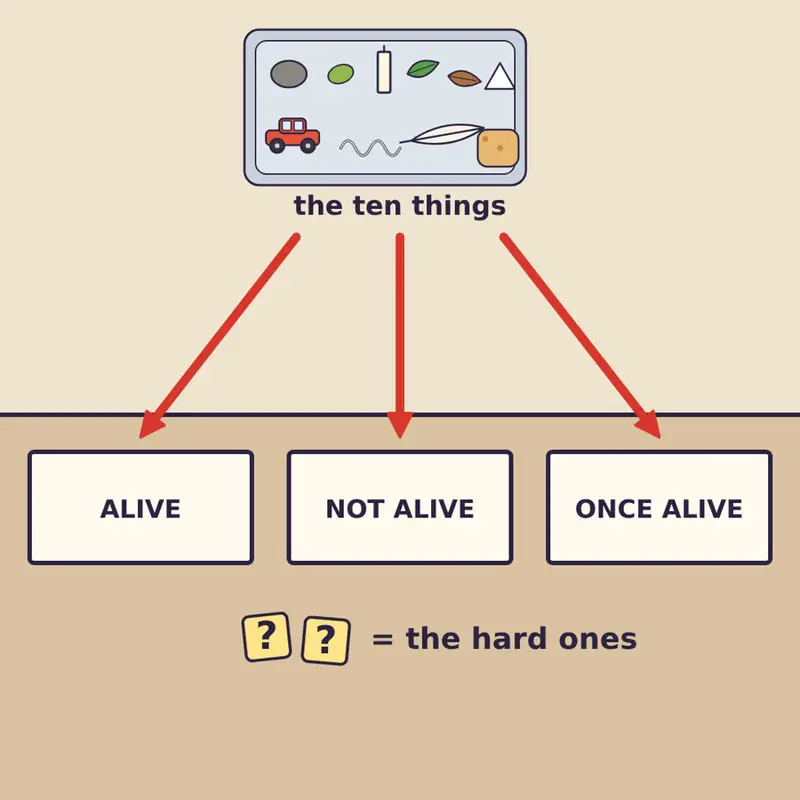 the ten things
ALIVE
NOT ALIVE
ONCE ALIVE
? ? = the hard ones